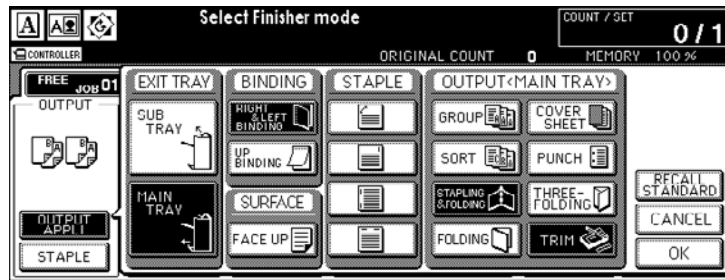 Select Finisher mode
COUNT / SET
0 / 1
CONTROLLER
ORIGINAL COUNT 0 MEMORY 100 %
FREE JOB 01
OUTPUT
OUTPUT
APPLI
STAPLE
EXIT TRAY
SUB
TRAY
MAIN
TRAY
BINDING
RIGHT
&LEFT
BINDING
UP
BINDING
SURFACE
FACE UP
STAPLE
OUTPUT<MAIN TRAY>
GROUP
COVER
SHEET
SORT
PUNCH
STAPLING
&FOLDING
THREE-
FOLDING
FOLDING
TRIM
RECALL
STANDARD
CANCEL
OK